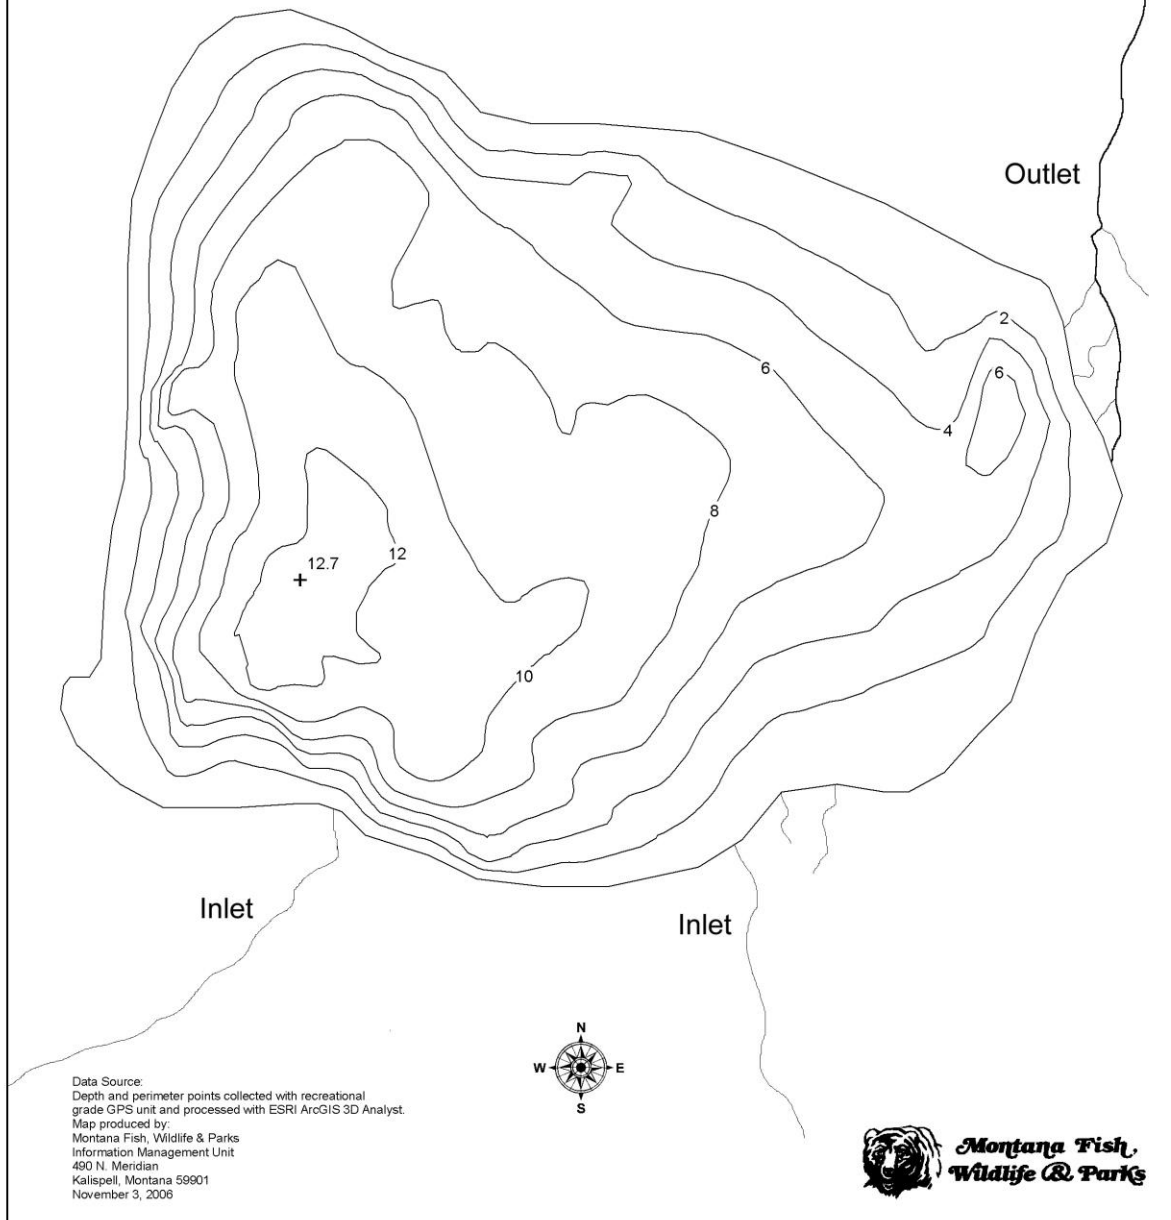 Outlet
2
6
6
4
8
12
12.7
10
Inlet
Inlet
N
W
E
S
Data Source:
Depth and perimeter points collected with recreational
grade GPS unit and processed with ESRI ArcGIS 3D Analyst.
Map produced by:
Montana Fish, Wildlife & Parks
Information Management Unit
490 N. Meridian
Kalispell, Montana 59901
November 3, 2006
Montana Fish,
Wildlife & Parks